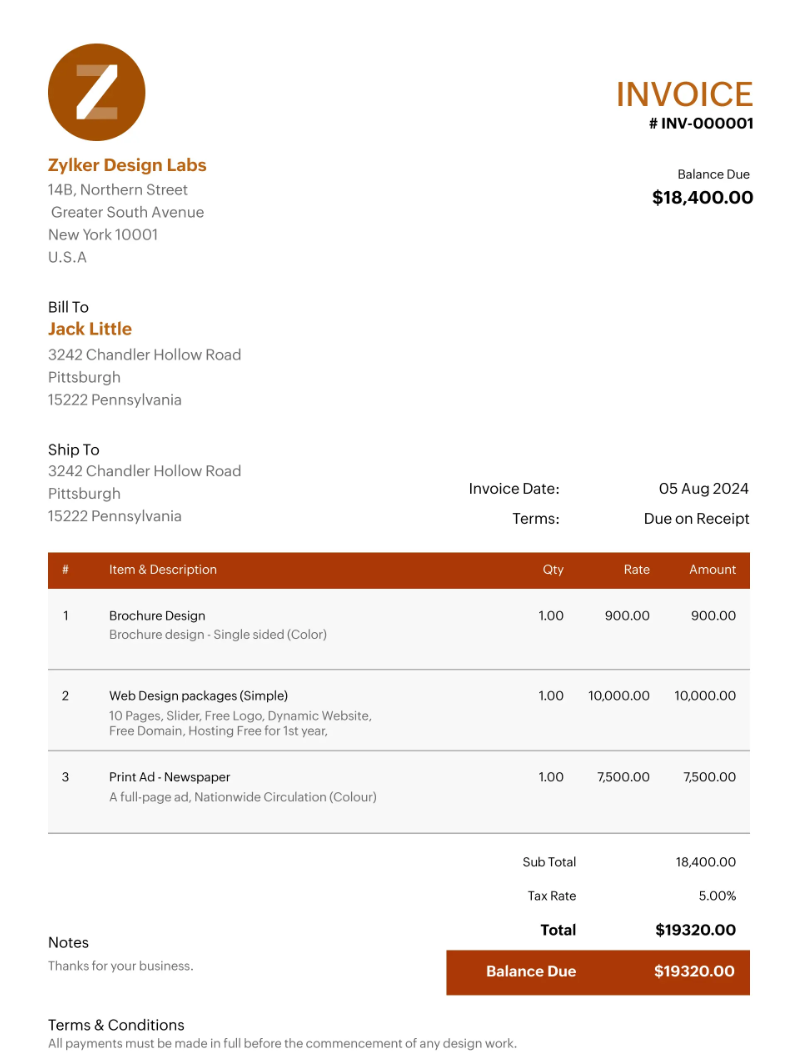 Z
INVOICE
# INV-000001
Balance Due
$18,400.00
Zylker Design Labs
14B, Northern Street
Greater South Avenue
New York 10001
U.S.A
Bill To
Jack Little
3242 Chandler Hollow Road
Pittsburgh
15222 Pennsylvania
Ship To
3242 Chandler Hollow Road
Pittsburgh
15222 Pennsylvania
Invoice Date: 05 Aug 2024
Terms: Due on Receipt
# Item & Description Qty Rate Amount
1 Brochure Design 1.00 900.00 900.00
Brochure design - Single sided (Color)
2 Web Design packages (Simple) 1.00 10,000.00 10,000.00
10 Pages, Slider, Free Logo, Dynamic Website,
Free Domain, Hosting Free for 1st year,
3 Print Ad - Newspaper 1.00 7,500.00 7,500.00
A full-page ad, Nationwide Circulation (Colour)
Sub Total 18,400.00
Tax Rate 5.00%
Total $19320.00
Balance Due $19320.00
Notes
Thanks for your business.
Terms & Conditions
All payments must be made in full before the commencement of any design work.